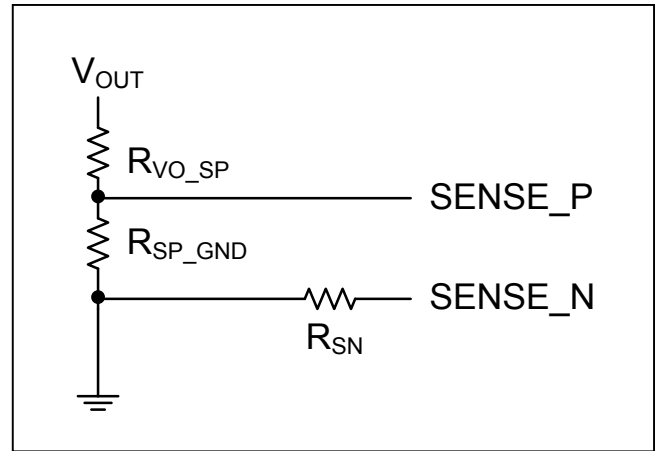 VOUT
RVO_SP
SENSE_P
RSP_GND
SENSE_N
RSN